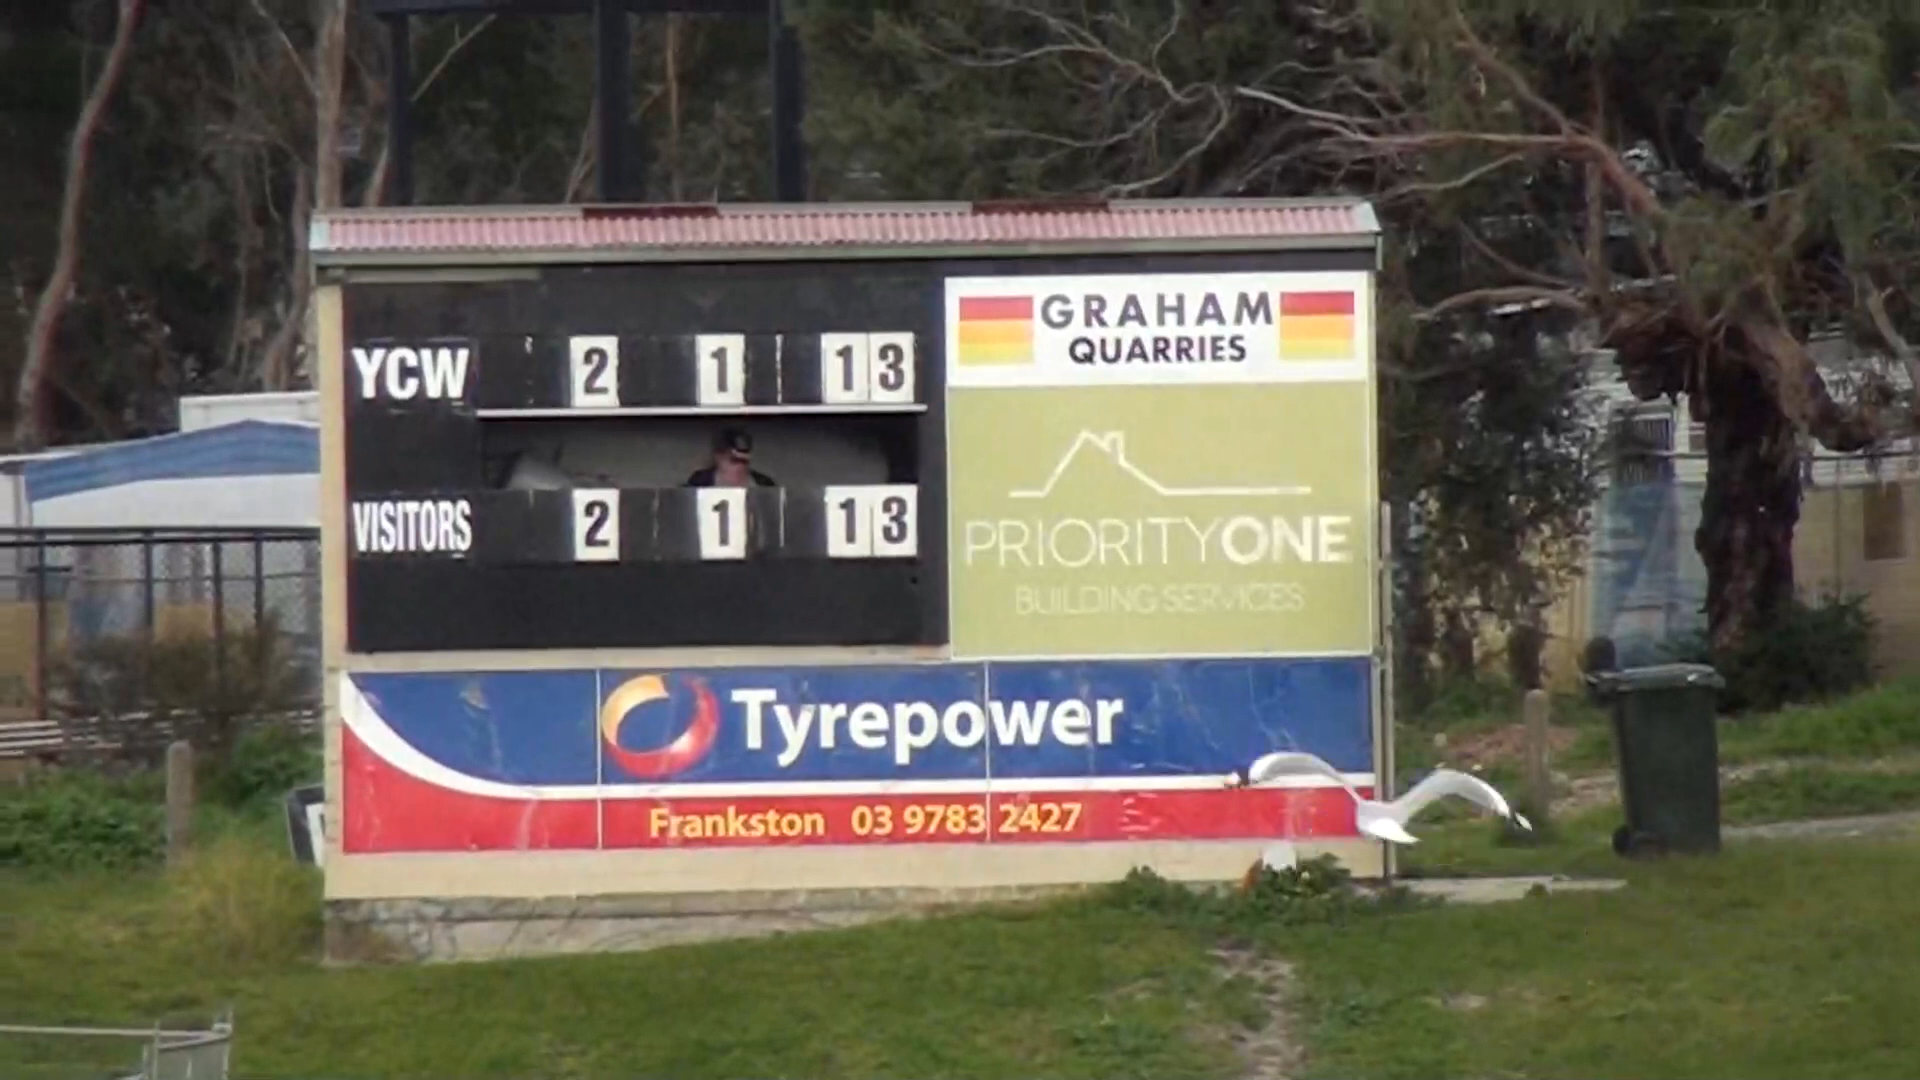 YCW 2 1 13
VISITORS 2 1 13
GRAHAM
QUARRIES
PRIORITYONE
BUILDING SERVICES
Tyrepower
Frankston 03 9783 2427